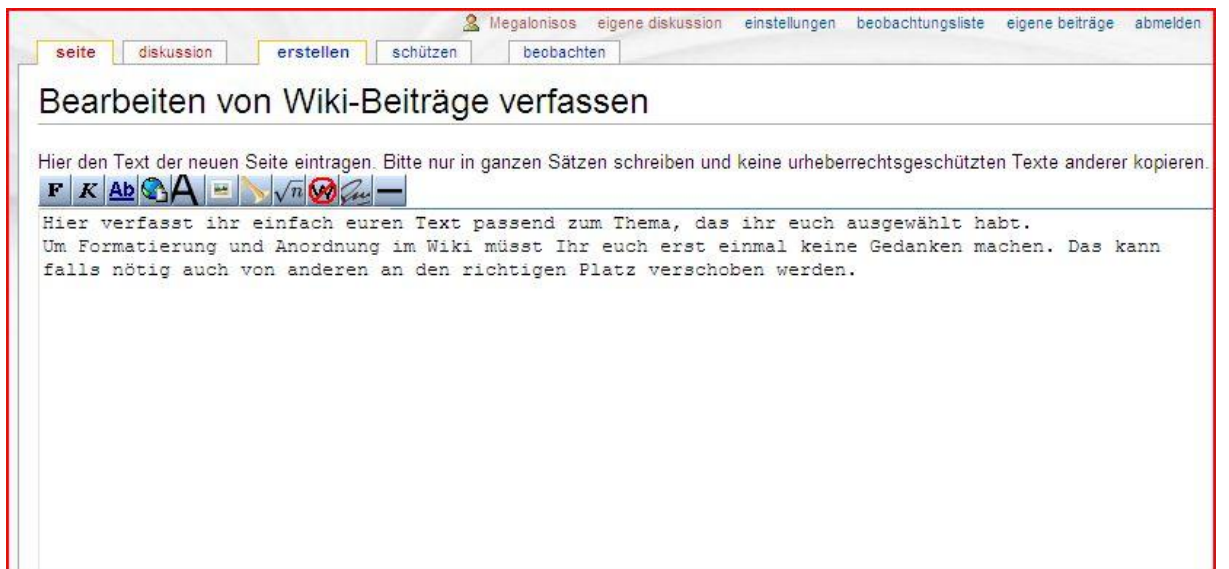 Megalonisos eigene diskussion einstellungen beobachtungsliste eigene beiträge abmelden
seite diskussion erstellen schützen beobachten
Bearbeiten von Wiki-Beiträge verfassen
Hier den Text der neuen Seite eintragen. Bitte nur in ganzen Sätzen schreiben und keine urheberrechtsgeschützten Texte anderer kopieren.
F K Ab A √n W
Hier verfasst ihr einfach euren Text passend zum Thema, das ihr euch ausgewählt habt.
Um Formatierung und Anordnung im Wiki müsst Ihr euch erst einmal keine Gedanken machen. Das kann
falls nötig auch von anderen an den richtigen Platz verschoben werden.